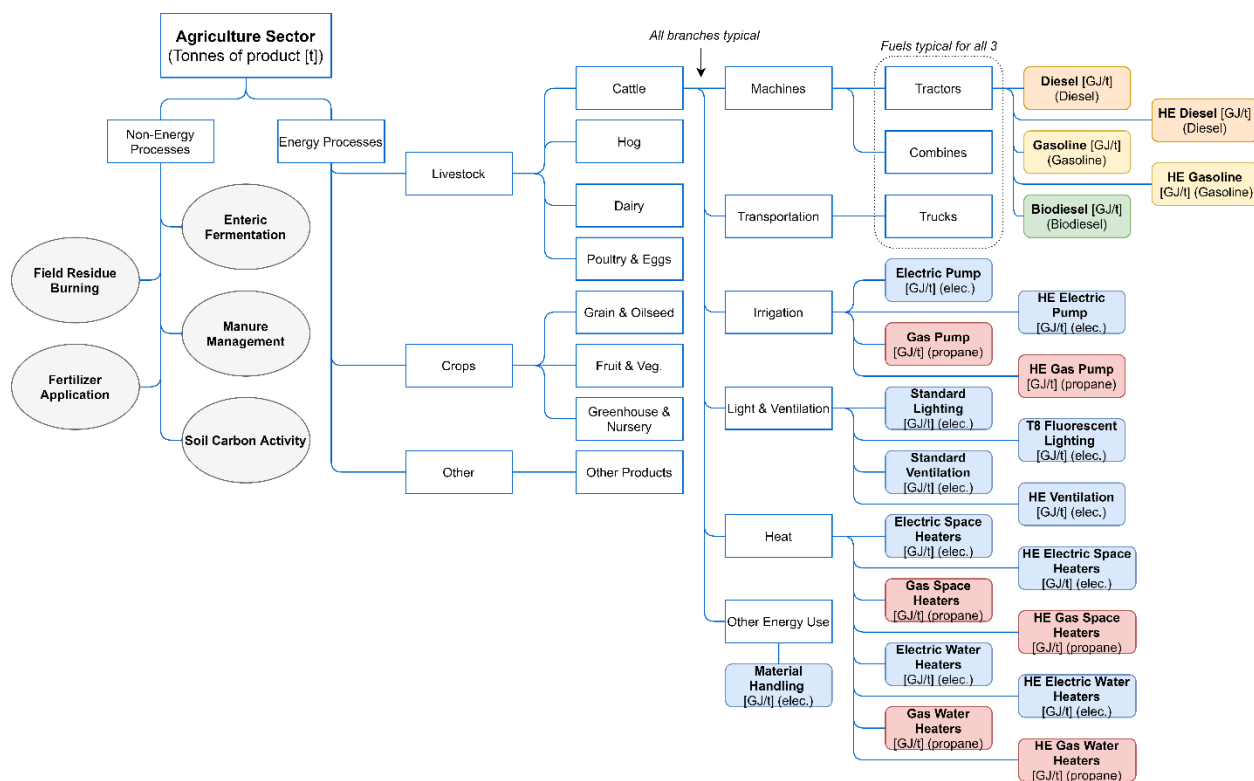 Agriculture Sector
(Tonnes of product [t])
Non-Energy
Processes
Energy Processes
Enteric
Fermentation
Field Residue
Burning
Manure
Management
Fertilizer
Application
Soil Carbon Activity
Livestock
Crops
Other
Cattle
Hog
Dairy
Poultry & Eggs
Grain & Oilseed
Fruit & Veg.
Greenhouse &
Nursery
Other Products
All branches typical
Machines
Transportation
Irrigation
Light & Ventilation
Heat
Other Energy Use
Material
Handling
[GJ/t] (elec.)
Fuels typical for all 3
Tractors
Combines
Trucks
Diesel [GJ/t]
(Diesel)
HE Diesel [GJ/t]
(Diesel)
Gasoline [GJ/t]
(Gasoline)
HE Gasoline
[GJ/t] (Gasoline)
Biodiesel [GJ/t]
(Biodiesel)
Electric Pump
[GJ/t] (elec.)
HE Electric
Pump
[GJ/t] (elec.)
Gas Pump
[GJ/t] (propane)
HE Gas Pump
[GJ/t] (propane)
Standard
Lighting
[GJ/t] (elec.)
T8 Fluorescent
Lighting
[GJ/t] (elec.)
Standard
Ventilation
[GJ/t] (elec.)
HE Ventilation
[GJ/t] (elec.)
Electric Space
Heaters
[GJ/t] (elec.)
HE Electric Space
Heaters
[GJ/t] (elec.)
Gas Space
Heaters
[GJ/t] (propane)
HE Gas Space
Heaters
[GJ/t] (propane)
Electric Water
Heaters
[GJ/t] (elec.)
HE Electric Water
Heaters
[GJ/t] (elec.)
Gas Water
Heaters
[GJ/t] (propane)
HE Gas Water
Heaters
[GJ/t] (propane)